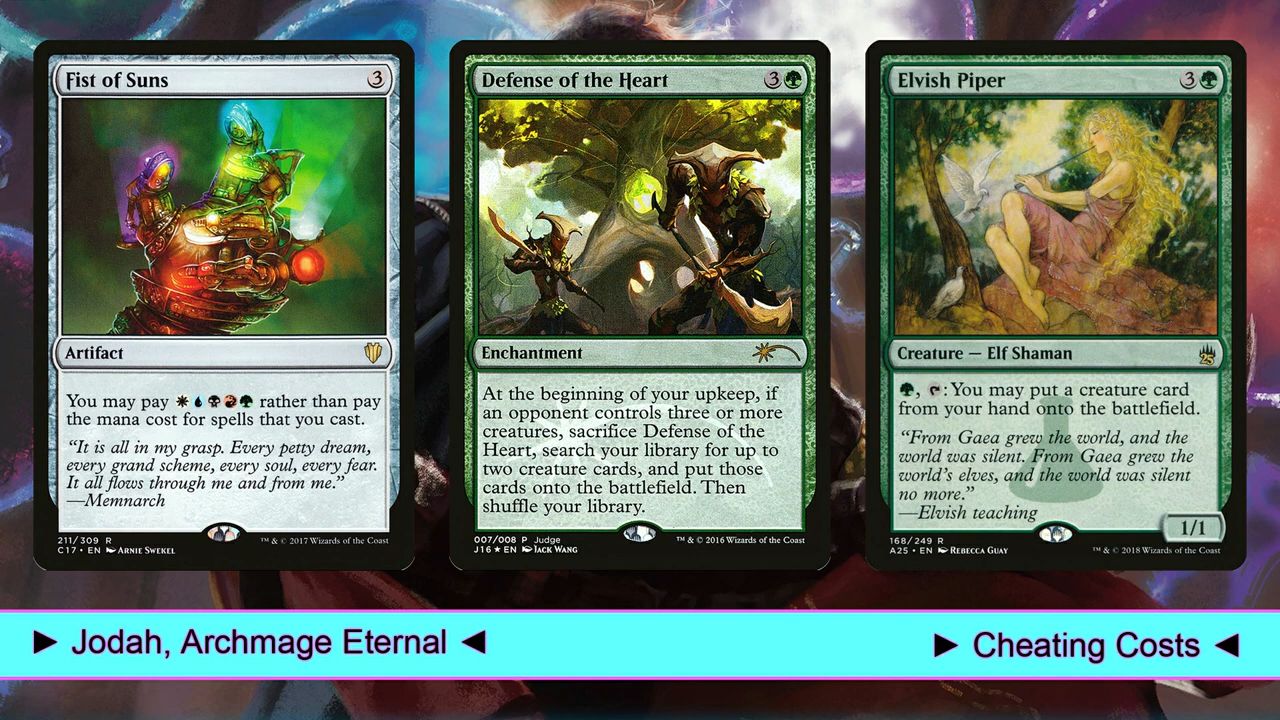 Fist of Suns 3
Artifact
You may pay rather than pay
the mana cost for spells that you cast.
“It is all in my grasp. Every petty dream,
every grand scheme, every soul, every fear.
It all flows through me and from me.”
—Memnarch
211/309 R
C17 • EN Arnie Swekel
™ & © 2017 Wizards of the Coast
Defense of the Heart 3
Enchantment
At the beginning of your upkeep, if
an opponent controls three or more
creatures, sacrifice Defense of the
Heart, search your library for up to
two creature cards, and put those
cards onto the battlefield. Then
shuffle your library.
007/008 P Judge
J16 ★ EN Jack Wang
™ & © 2016 Wizards of the Coast
Elvish Piper 3
Creature — Elf Shaman
25
, : You may put a creature card
from your hand onto the battlefield.
“From Gaea grew the world, and the
world was silent. From Gaea grew the
world's elves, and the world was silent
no more.”
—Elvish teaching
1/1
168/249 R
A25 • EN Rebecca Guay
™ & © 2018 Wizards of the Coast
► Jodah, Archmage Eternal ◄
► Cheating Costs ◄